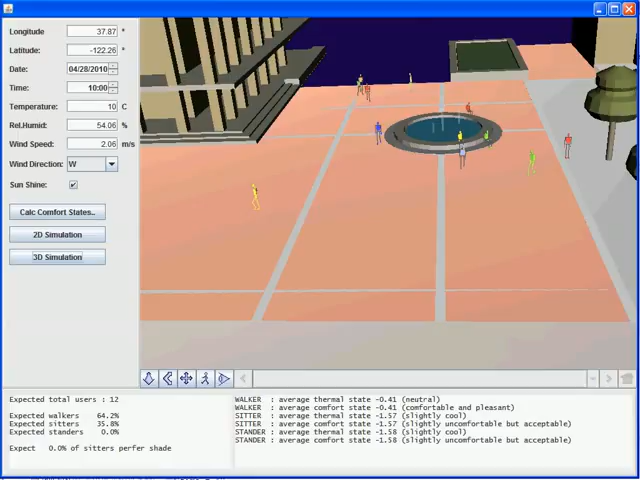 Longitude 37.87 °
Latitude: -122.26 °
Date: 04/28/2010
Time: 10:00
Temperature: 10 C
Rel.Humid: 54.06 %
Wind Speed: 2.06 m/s
Wind Direction: W
Sun Shine:
Calc Comfort States..
2D Simulation
3D Simulation
Expected total users : 12
Expected walkers 64.2%
Expected sitters 35.8%
Expected standers 0.0%
Expect 0.0% of sitters perfer shade
WALKER : average thermal state -0.41 (neutral)
WALKER : average comfort state -0.41 (comfortable and pleasant)
SITTER : average thermal state -1.57 (slightly cool)
SITTER : average comfort state -1.57 (slightly uncomfortable but acceptable)
STANDER : average thermal state -1.58 (slightly cool)
STANDER : average comfort state -1.58 (slightly uncomfortable but acceptable)